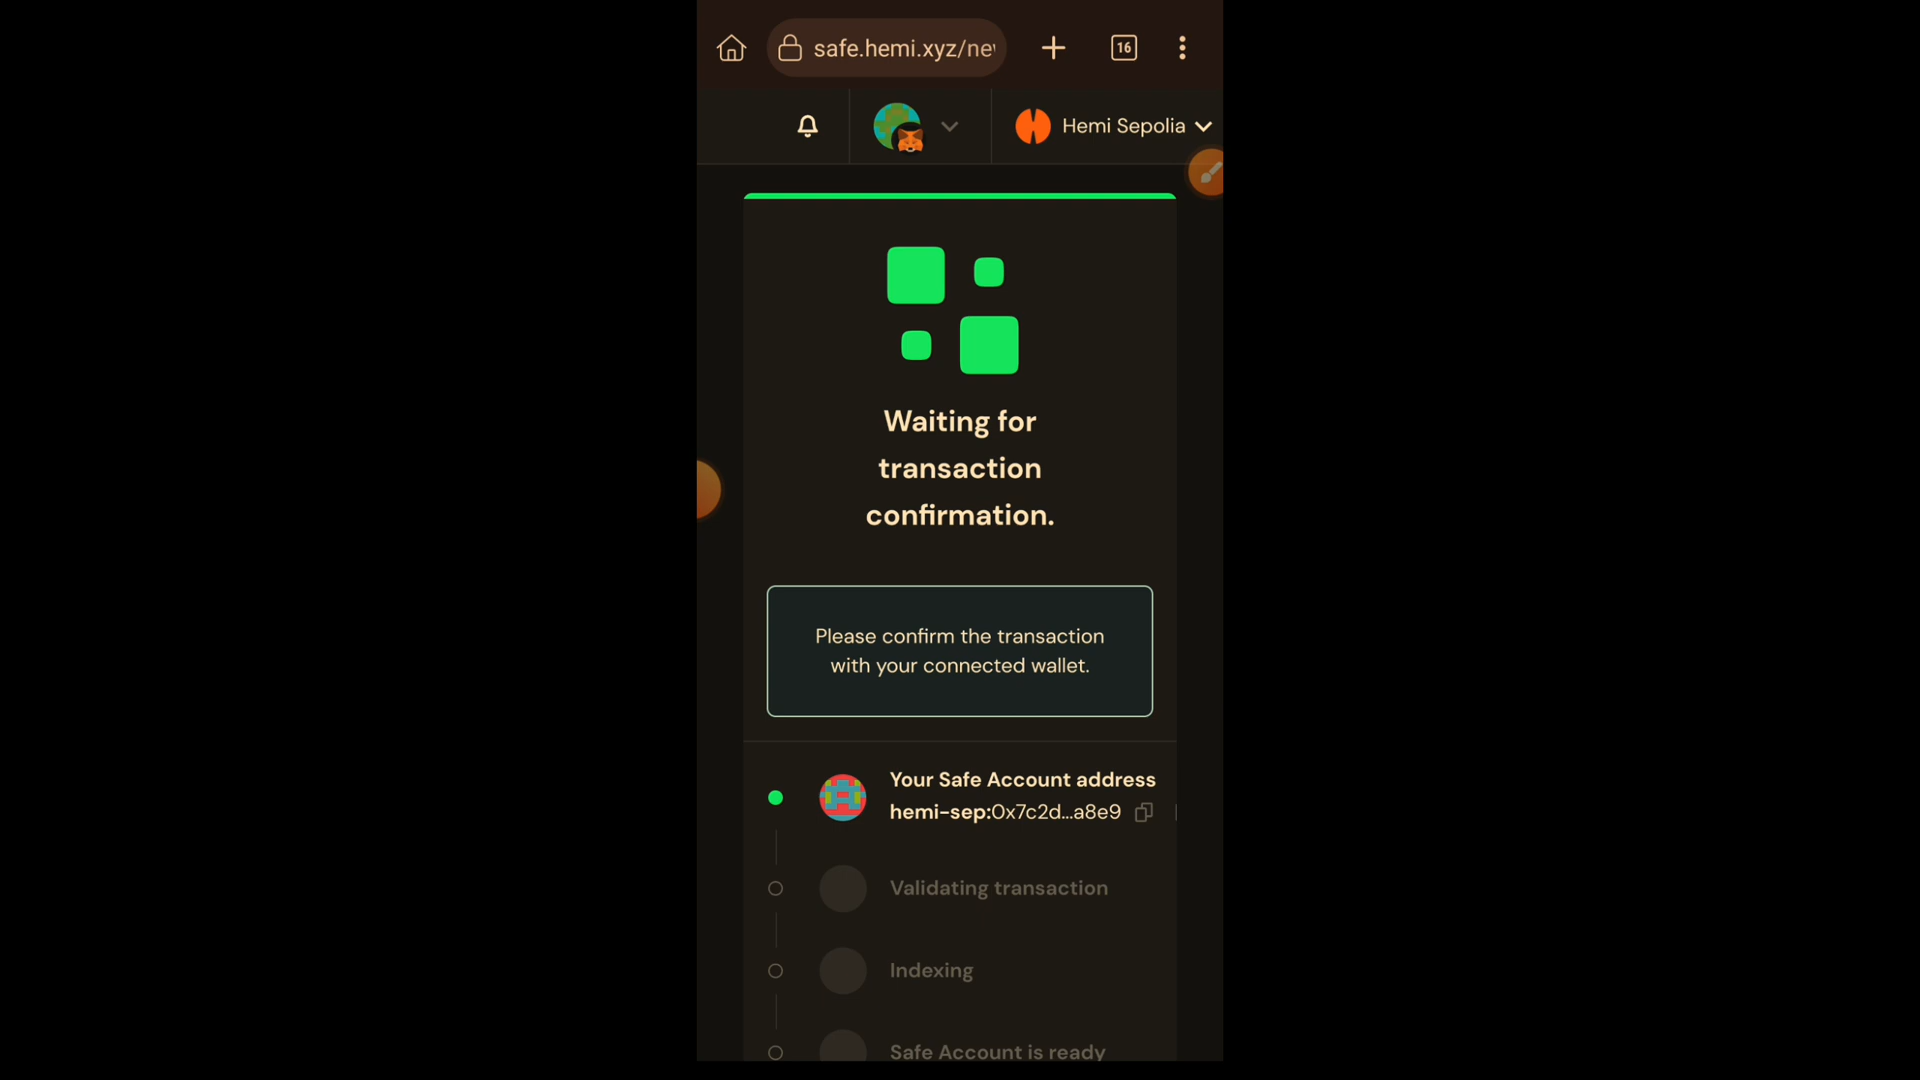 safe.hemi.xyz/ne
16
Hemi Sepolia
Waiting for
transaction
confirmation.
Please confirm the transaction
with your connected wallet.
Your Safe Account address
hemi-sep:0x7c2d...a8e9
Validating transaction
Indexing
Safe Account is ready